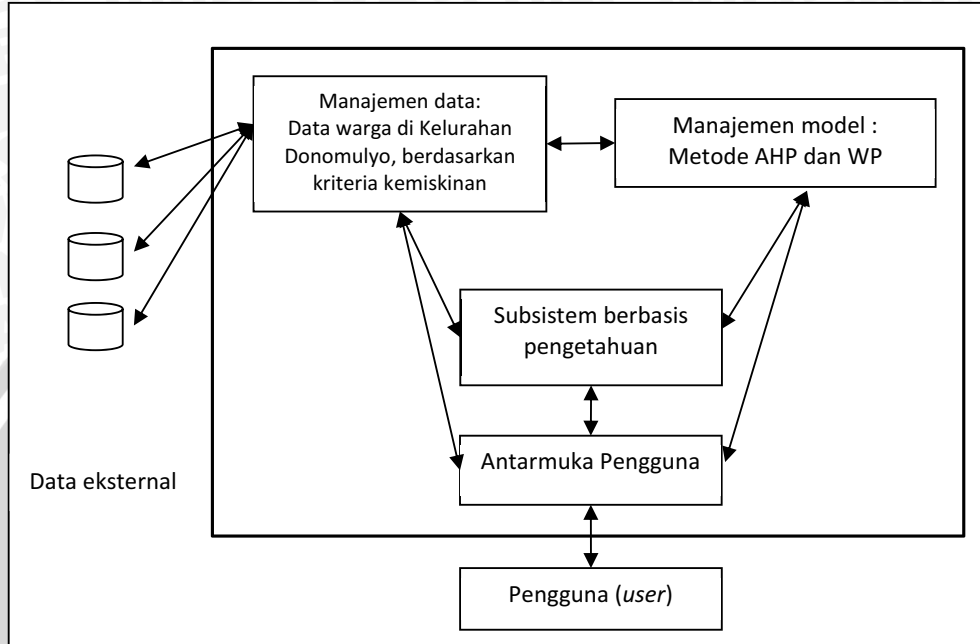 Manajemen data:
Data warga di Kelurahan
Donomulyo, berdasarkan
kriteria kemiskinan
Manajemen model :
Metode AHP dan WP
Subsistem berbasis
pengetahuan
Antarmuka Pengguna
Data eksternal
Pengguna (user)